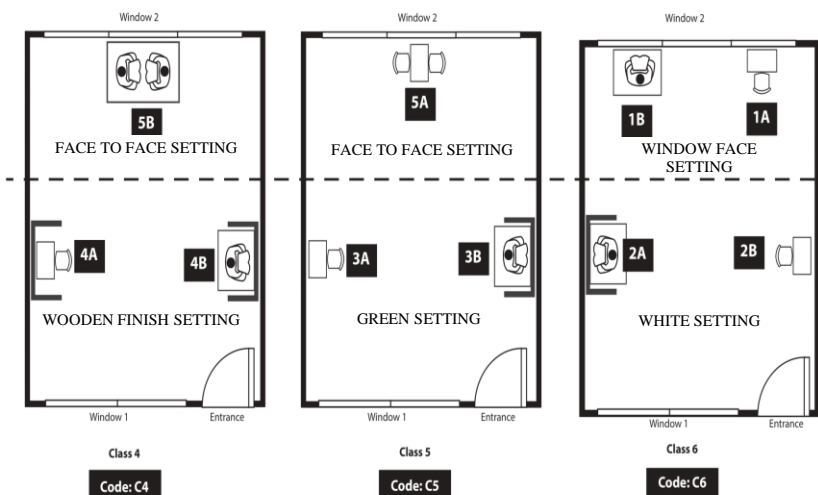 Window 2
5B
FACE TO FACE SETTING
4A
4B
WOODEN FINISH SETTING
Window 1
Entrance
Class 4
Code: C4
Window 2
5A
FACE TO FACE SETTING
3A
3B
GREEN SETTING
Window 1
Entrance
Class 5
Code: C5
Window 2
1B
1A
WINDOW FACE
SETTING
2A
2B
WHITE SETTING
Window 1
Entrance
Class 6
Code: C6